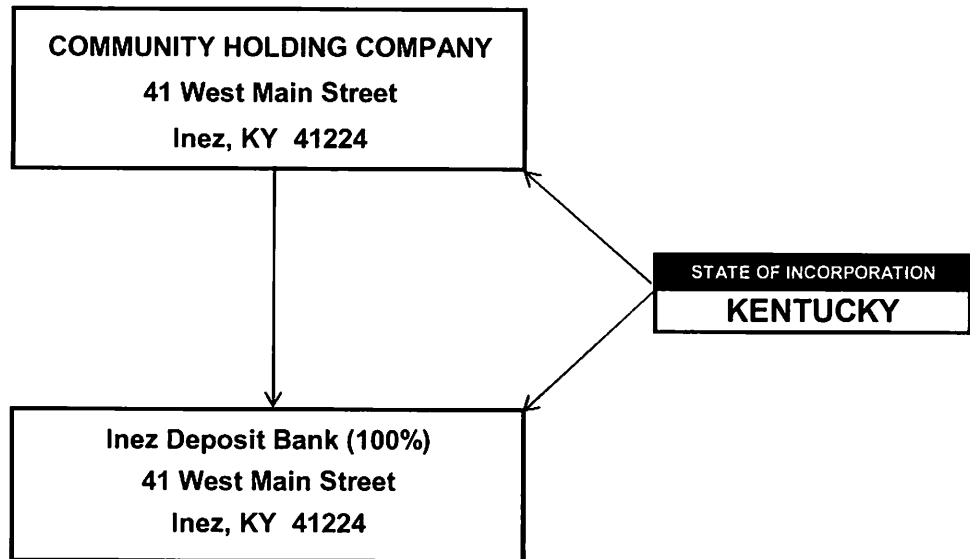 COMMUNITY HOLDING COMPANY
41 West Main Street
Inez, KY 41224
STATE OF INCORPORATION
KENTUCKY
Inez Deposit Bank (100%)
41 West Main Street
Inez, KY 41224